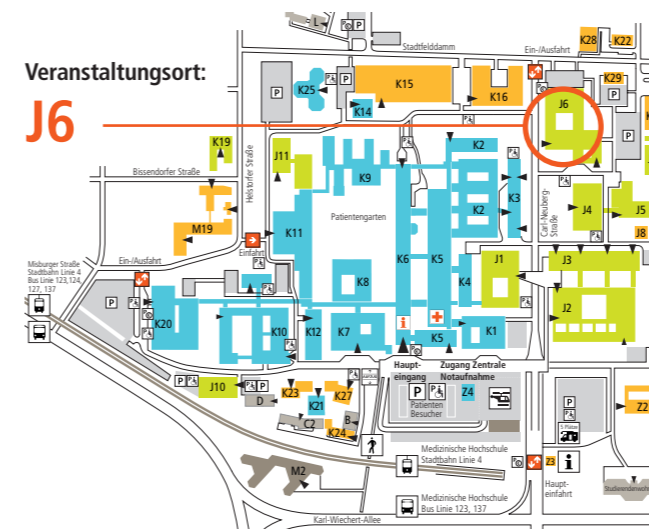 L
P
Stadtfelddamm
Ein-/Ausfahrt
K28
K22
Veranstaltungsort:
J6
P
K25
P
K15
K16
K29
J6
P
K14
K19
J11
K2
Bissendorfer Straße
Helstorfer Straße
K9
K3
Carl-Neuberg-
Straße
Patientengarten
K2
J4
J5
M19
K11
J8
Misburger Straße
Stadtbahn Linie 4
Bus Linie 123,124,
127, 137
Ein-/Ausfahrt
Einfahrt
K6
K5
J1
J3
K8
K4
P
J2
K20
K10
K12
K7
K5
K1
Haupt-
eingang
Zugang Zentrale
Notaufnahme
P P
J10
P
K23
K27
D
K21
P
Z4
Patienten
Besucher
P
Z2
C2
B
K24
5 Plätze
Medizinische Hochschule
Stadtbahn Linie 4
M2
Z3
Haupt-
einfahrt
Medizinische Hochschule
Bus Linie 123, 137
Karl-Wiechert-Allee